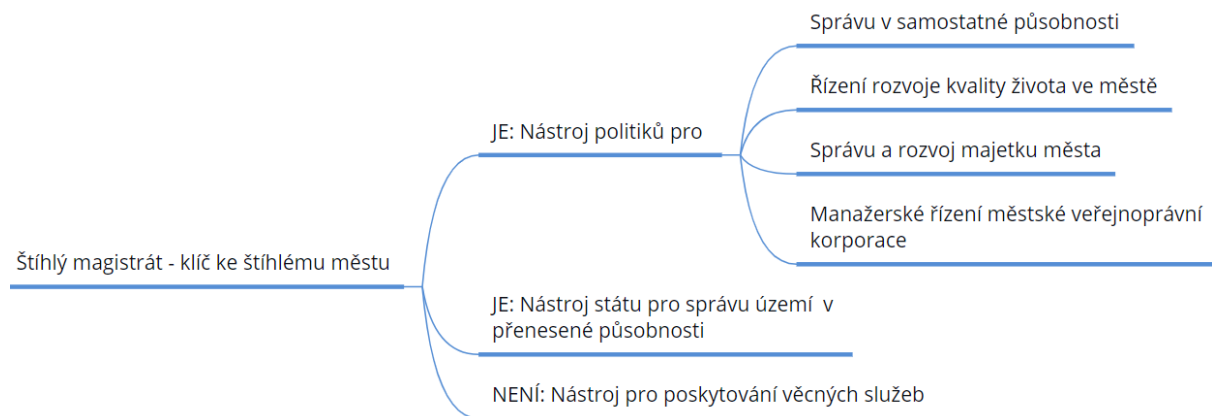 Štíhlý magistrát - klíč ke štíhlému městu
JE: Nástroj politiků pro
Správu v samostatné působnosti
Řízení rozvoje kvality života ve městě
Správu a rozvoj majetku města
Manažerské řízení městské veřejnoprávní
korporace
JE: Nástroj státu pro správu území v
přenesené působnosti
NENÍ: Nástroj pro poskytování věcných služeb